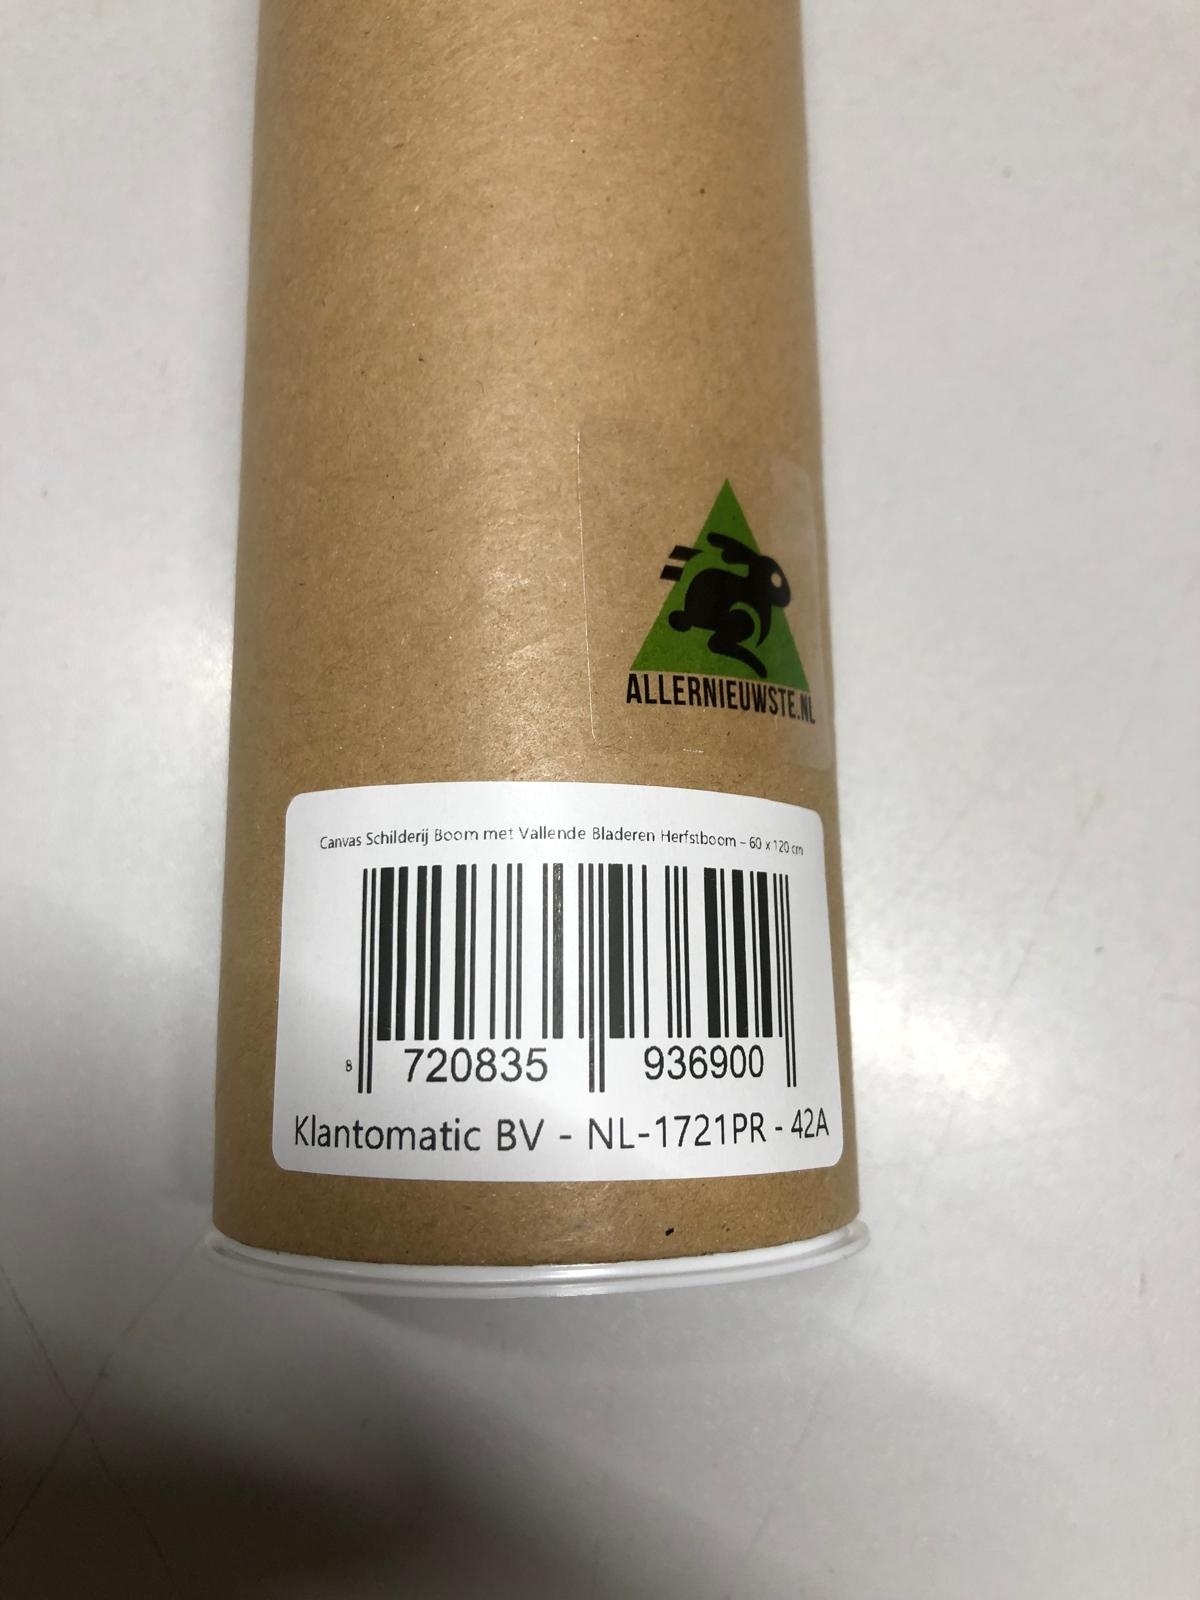 ALLERNIEUWSTE.NL
Canvas Schilderij Boom met Vallende Bladeren Herfstboom – 60 x 120 cm
8 720835 936900
Klantomatic BV - NL-1721PR - 42A